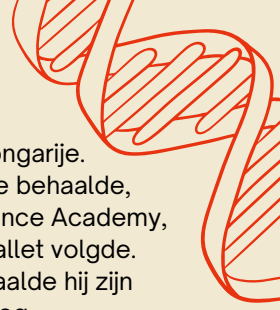 ongarije.
e behaalde,
nce Academy,
allet volgde.
aalde hij zijn